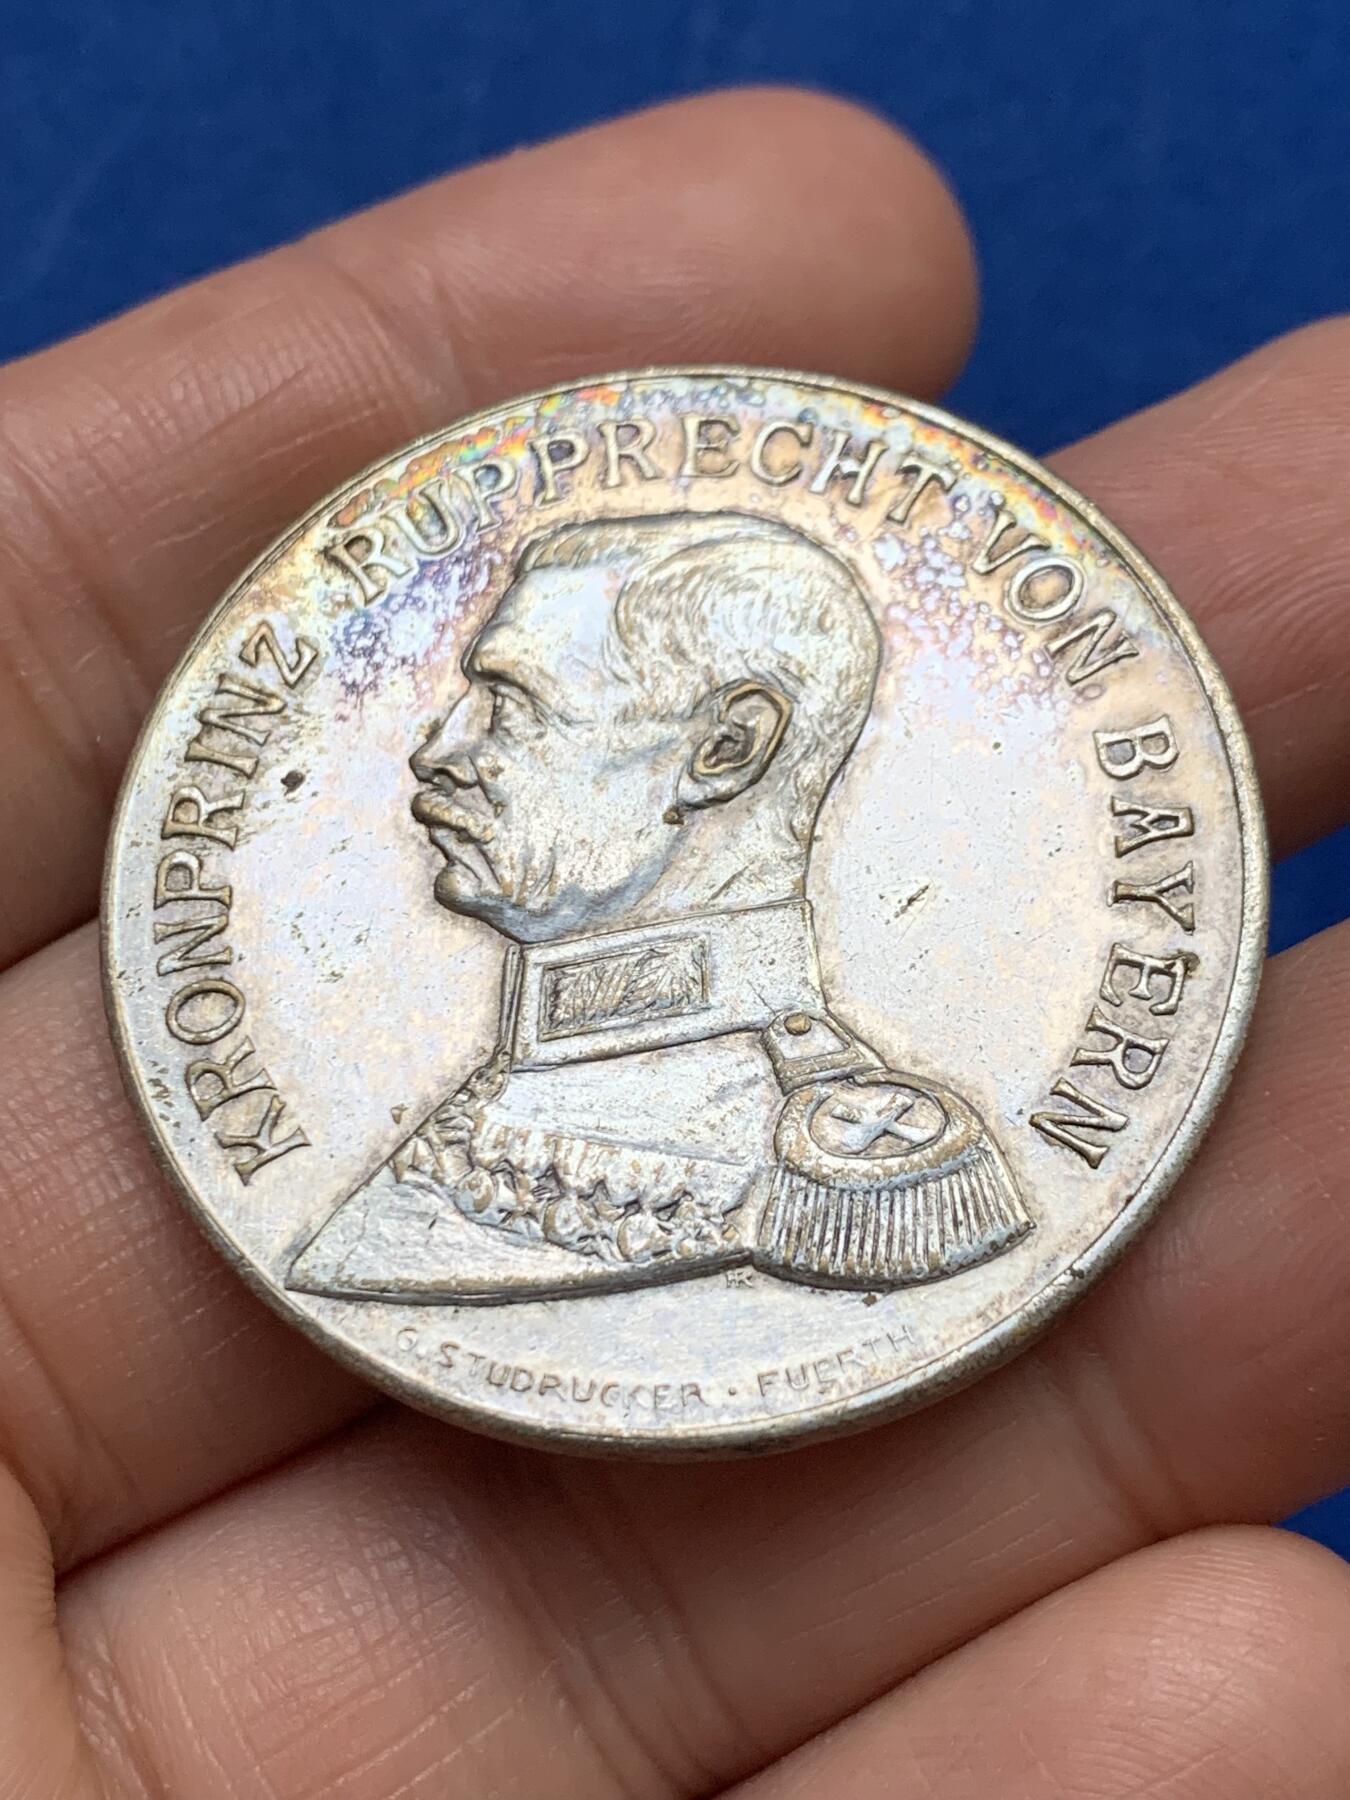 KRONPRINZ RUPPRECHT VON BAYERN
G. STUDRUCKER · FUERTH